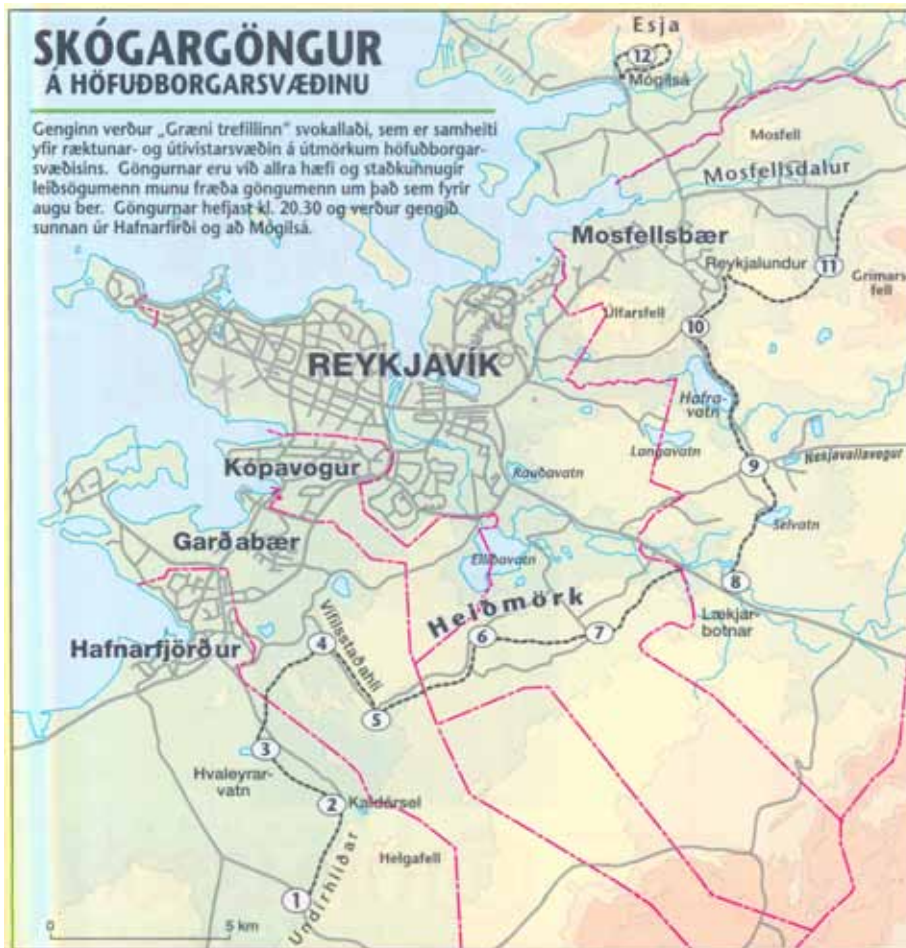 SKÓGARGÖNGUR
Á HÖFUÐBORGARSVÆÐINU
Genginn verður „Græni trefillinn“ svokallaði, sem er samheiti
yfir ræktunar- og útivistarsvæðin á útmörkum höfuðborgar-
svæðisins. Göngurnar eru við allra hæfi og staðkunnugir
leiðsögumenn munu fræða göngumenn um það sem fyrir
augu ber. Göngurnar hefjast kl. 20.30 og verður gengið
sunnan úr Hafnarfirði og að Mógilsá.
Esja
12
Mógilsá
Mosfell
Mosfellsdalur
Mosfellsbær
Reykjalundur
11
Grímars
fell
Úlfarsfell
10
REYKJAVÍK
Hafra-
vatn
Langavatn
Kópavogur
Rauðavatn
9
Nesjavallavegur
Selvatn
Garðabær
Elliðavatn
8
Heiðmörk
Lækjar-
botnar
Vífilsstaðahlíð
6
7
Hafnarfjörður
4
5
3
Hvaleyrar-
vatn
2
Kaldársel
Helgafell
Undirhlíðar
1
0
5 km